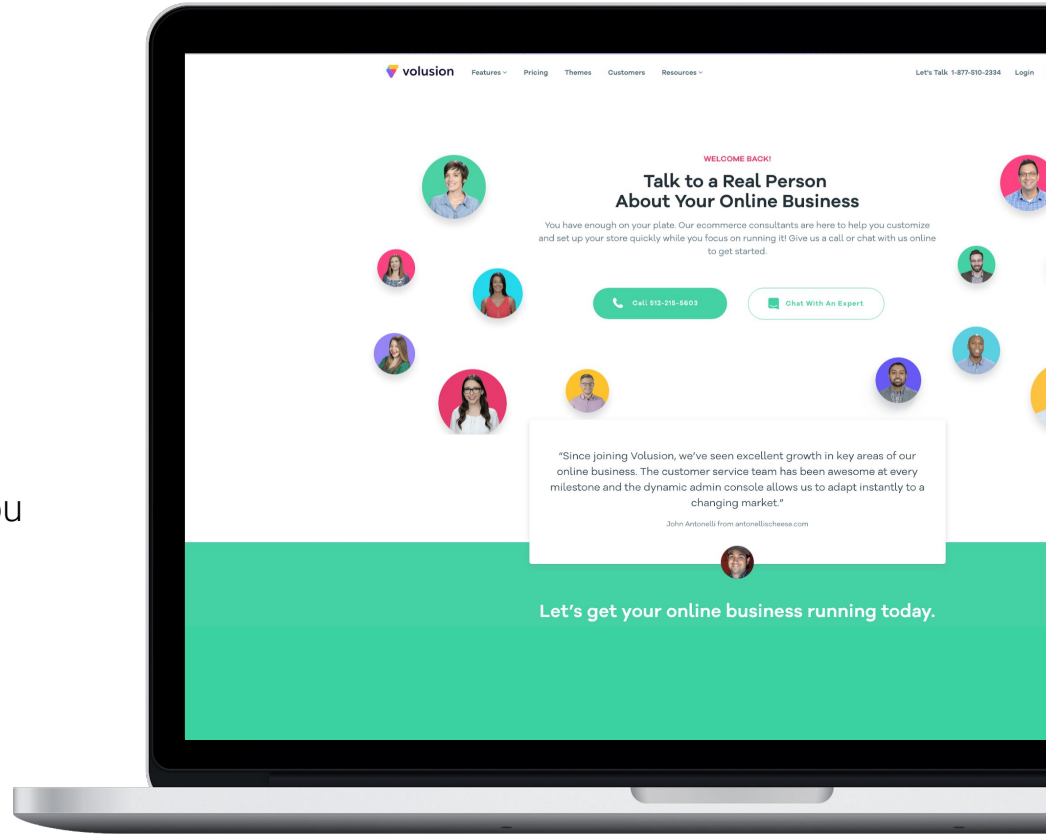 volusion Features Pricing Themes Customers Resources Let's Talk 1-877-510-2334 Login
WELCOME BACK!
Talk to a Real Person
About Your Online Business
You have enough on your plate. Our ecommerce consultants are here to help you customize
and set up your store quickly while you focus on running it! Give us a call or chat with us online
to get started.
Call 512-215-5603 Chat With An Expert
"Since joining Volusion, we've seen excellent growth in key areas of our
online business. The customer service team has been awesome at every
milestone and the dynamic admin console allows us to adapt instantly to a
changing market."
John Antonelli from antonellischeese.com
Let's get your online business running today.